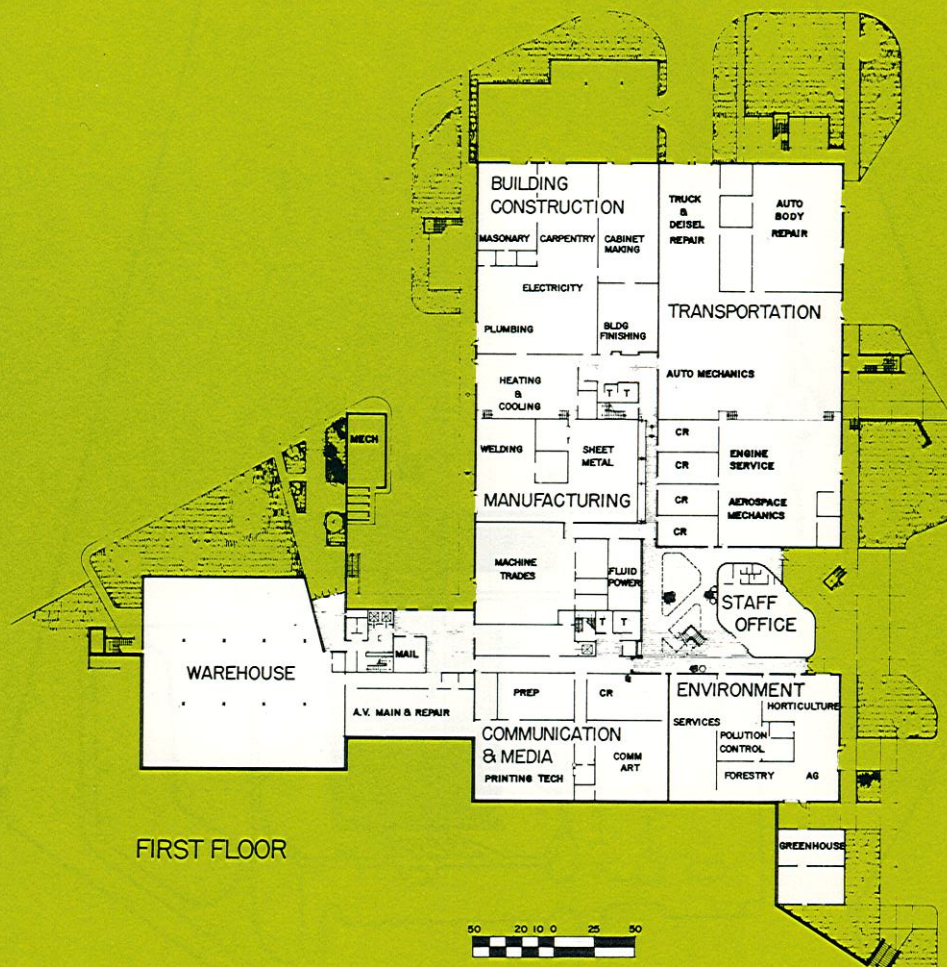 BUILDING
CONSTRUCTION
MASONARY
CARPENTRY
CABINET
MAKING
ELECTRICITY
PLUMBING
BLDG
FINISHING
TRUCK
&
DEISEL
REPAIR
AUTO
BODY
REPAIR
TRANSPORTATION
AUTO MECHANICS
HEATING
&
COOLING
T T
MECH
WELDING
SHEET
METAL
MANUFACTURING
CR
CR
CR
CR
ENGINE
SERVICE
AEROSPACE
MECHANICS
MACHINE
TRADES
FLUID
POWER
T T
STAFF
OFFICE
WAREHOUSE
MAIL
A.V. MAIN & REPAIR
PREP
CR
COMMUNICATION
& MEDIA
PRINTING TECH
COMM
ART
ENVIRONMENT
HORTICULTURE
SERVICES
POLUTION
CONTROL
FORESTRY
AG
GREENHOUSE
FIRST FLOOR
50 20 10 0 25 50